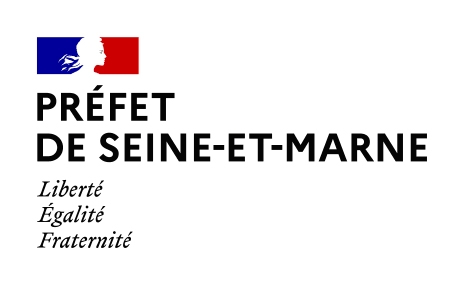 PRÉFET
DE SEINE-ET-MARNE
Liberté
Égalité
Fraternité